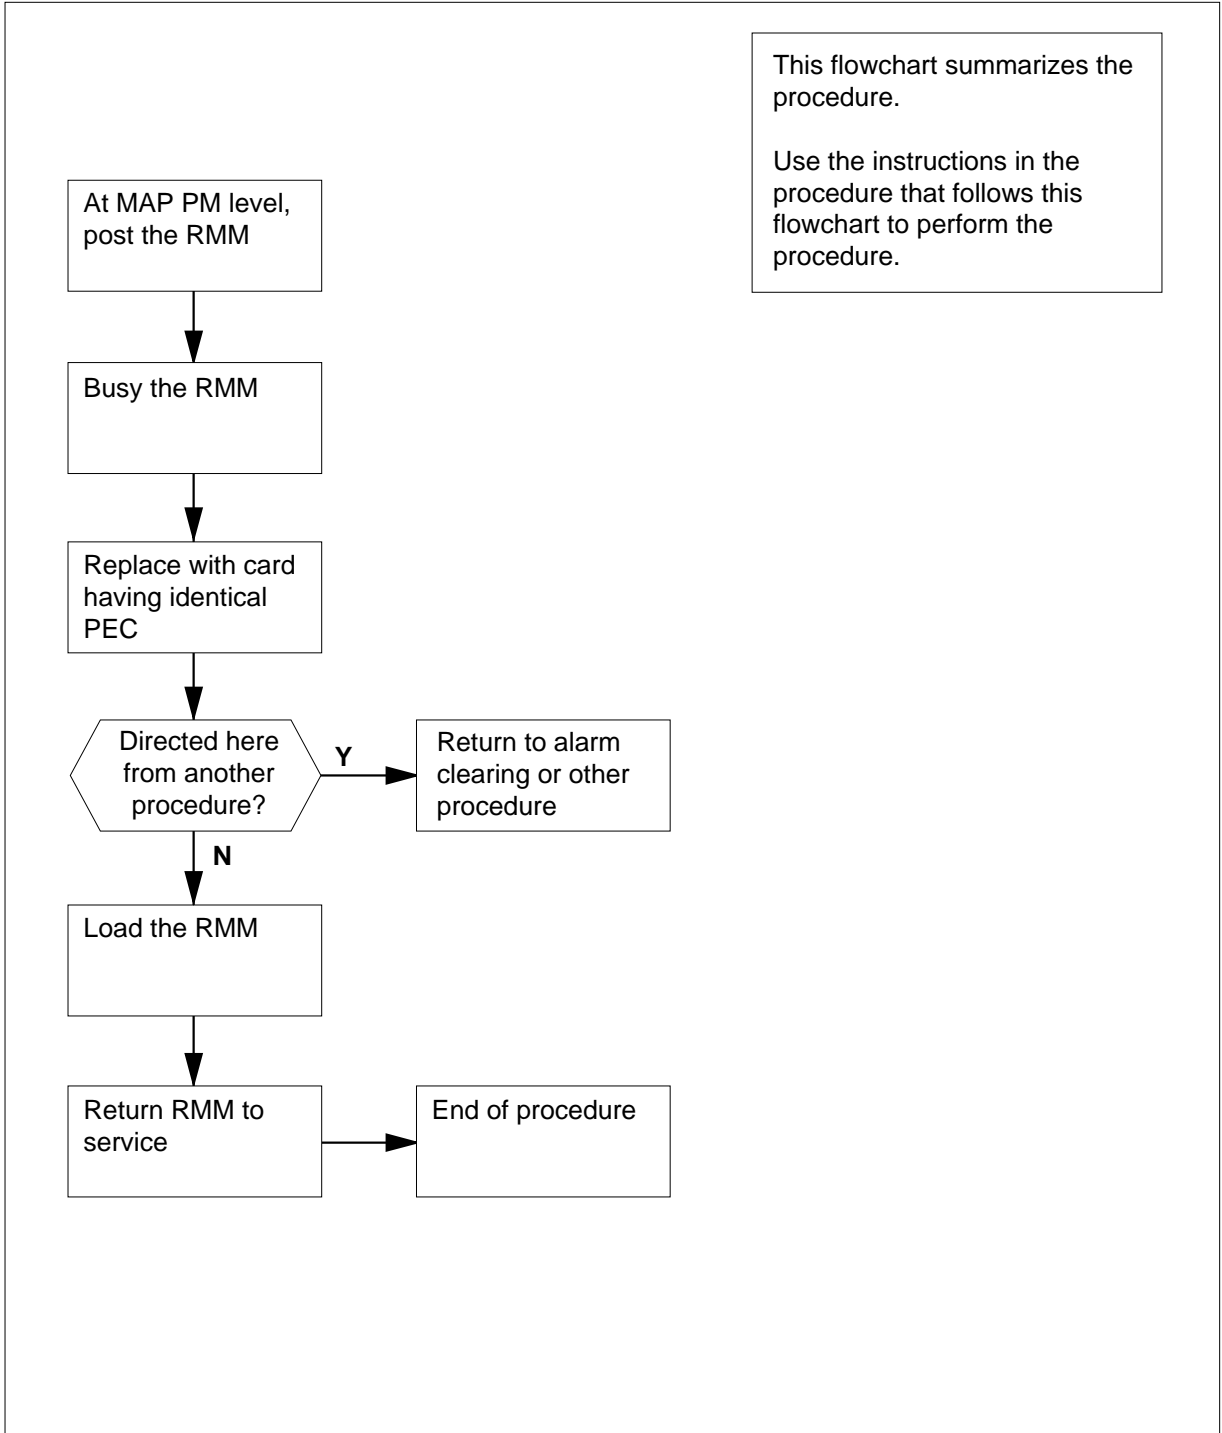 This flowchart summarizes the
procedure.
Use the instructions in the
procedure that follows this
flowchart to perform the
procedure.
At MAP PM level,
post the RMM
Busy the RMM
Replace with card
having identical
PEC
Directed here
from another
procedure?
Y
Return to alarm
clearing or other
procedure
N
Load the RMM
Return RMM to
service
End of procedure